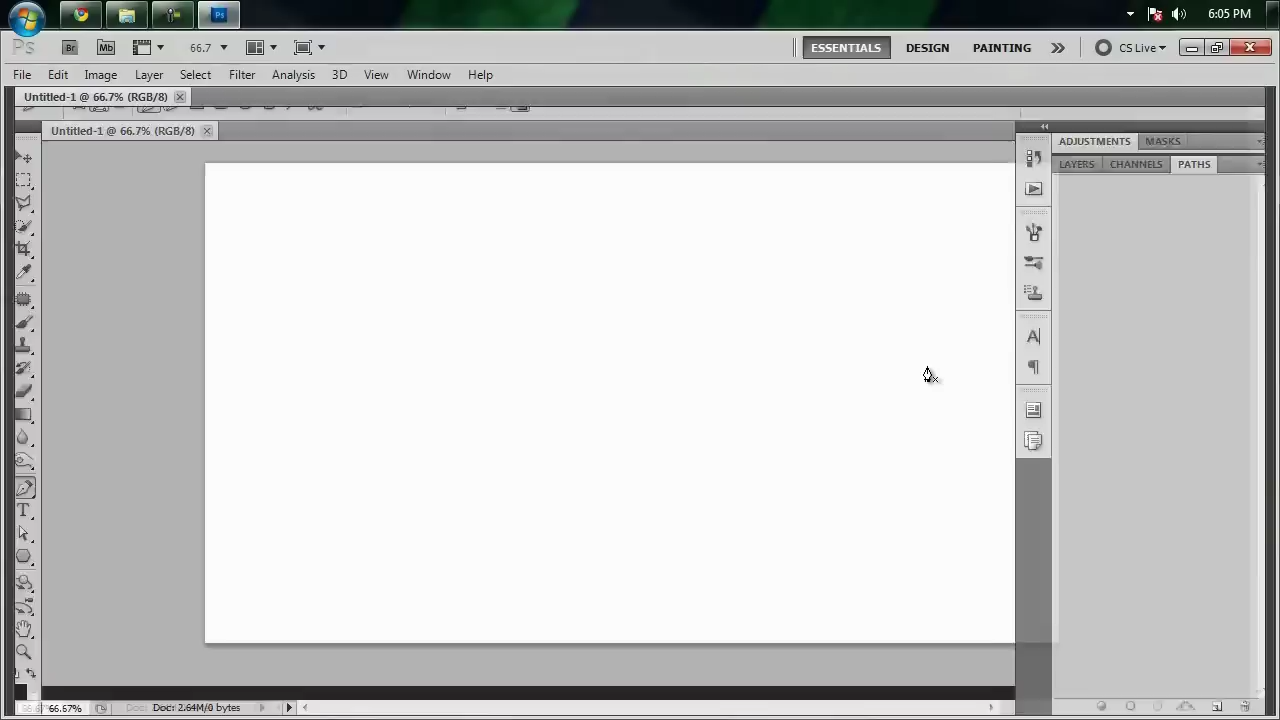 6:05 PM
Ps Br Mb 66.7 ESSENTIALS DESIGN PAINTING CS Live
File Edit Image Layer Select Filter Analysis 3D View Window Help
Untitled-1 @ 66.7% (RGB/8)
Untitled-1 @ 66.7% (RGB/8)
ADJUSTMENTS MASKS
LAYERS CHANNELS PATHS
66.67% Doc: 2.64M/0 bytes